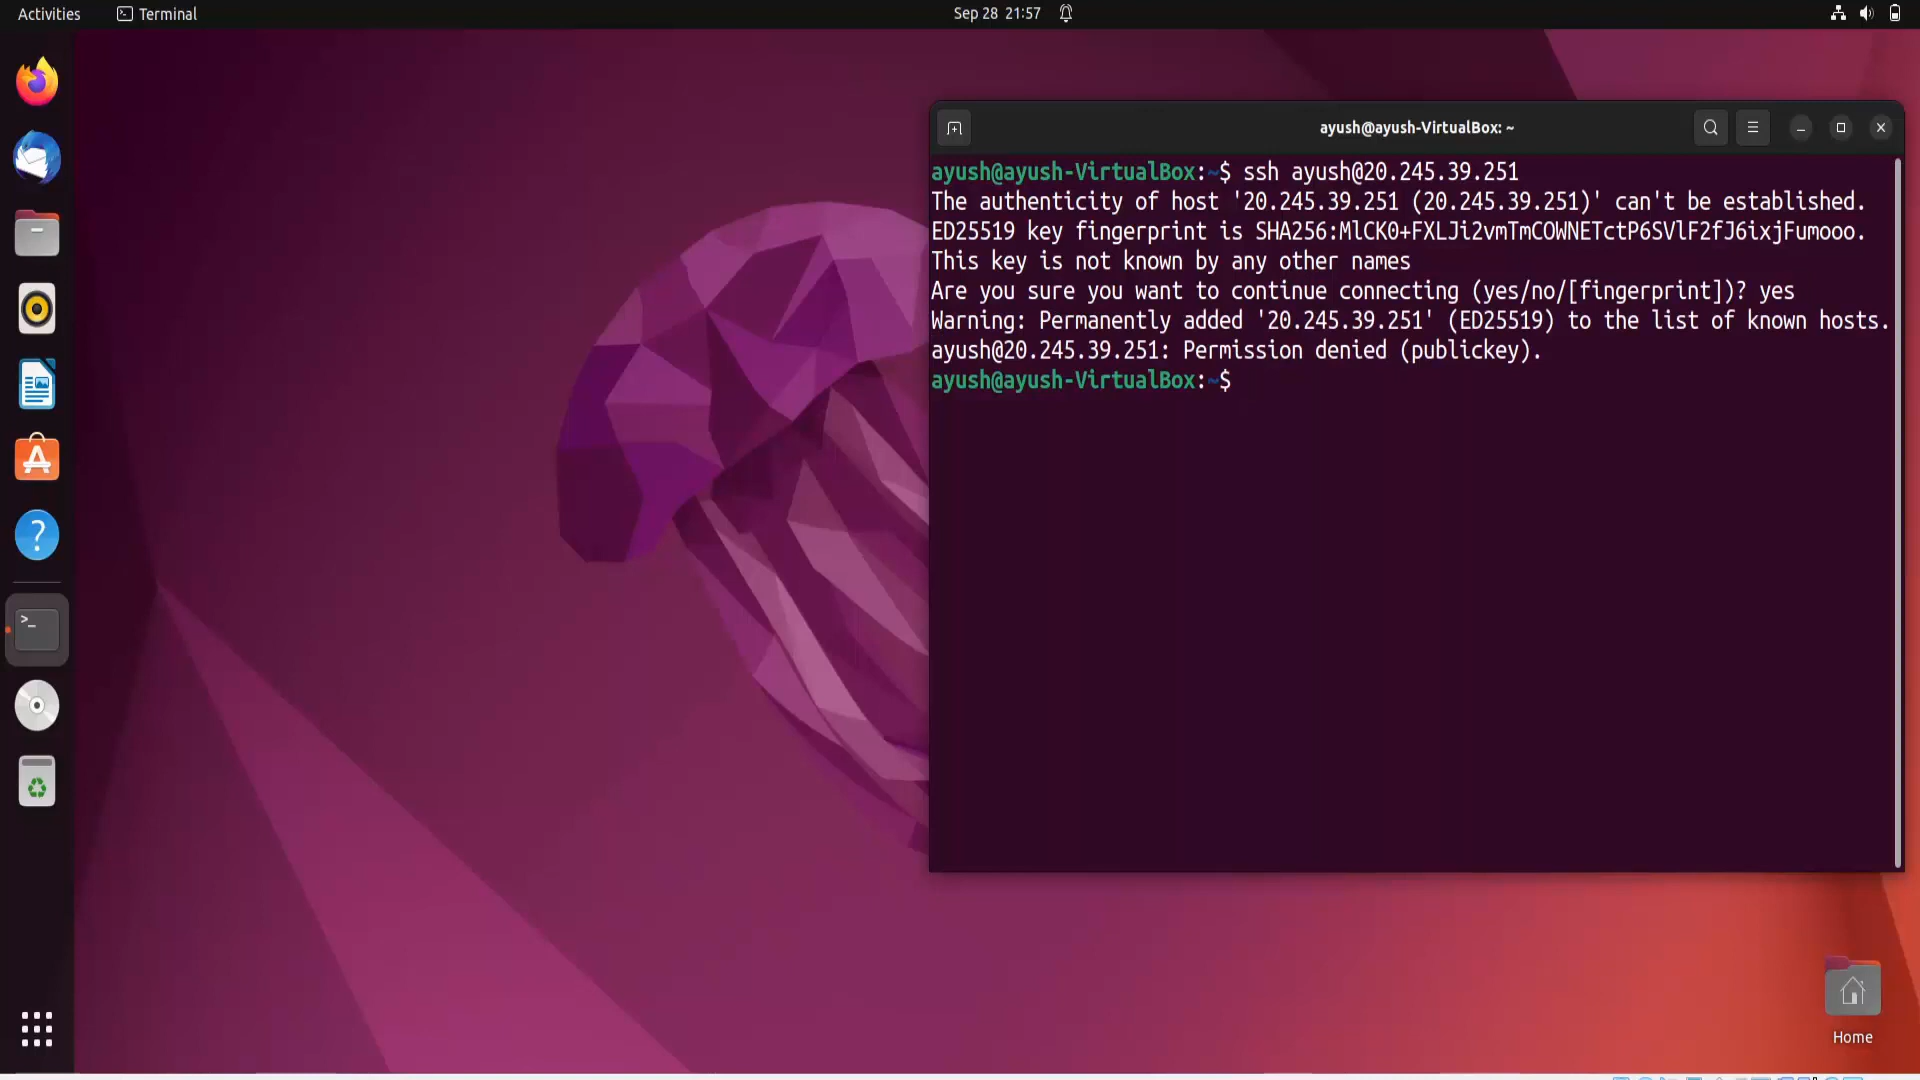 Activities
Terminal
Sep 28 21:57
ayush@ayush-VirtualBox: ~
ayush@ayush-VirtualBox:~$ ssh ayush@20.245.39.251
The authenticity of host '20.245.39.251 (20.245.39.251)' can't be established.
ED25519 key fingerprint is SHA256:MlCK0+FXLJi2vmTmCOWNETctP6SVlF2fJ6ixjFumooo.
This key is not known by any other names
Are you sure you want to continue connecting (yes/no/[fingerprint])? yes
Warning: Permanently added '20.245.39.251' (ED25519) to the list of known hosts.
ayush@20.245.39.251: Permission denied (publickey).
ayush@ayush-VirtualBox:~$
Home